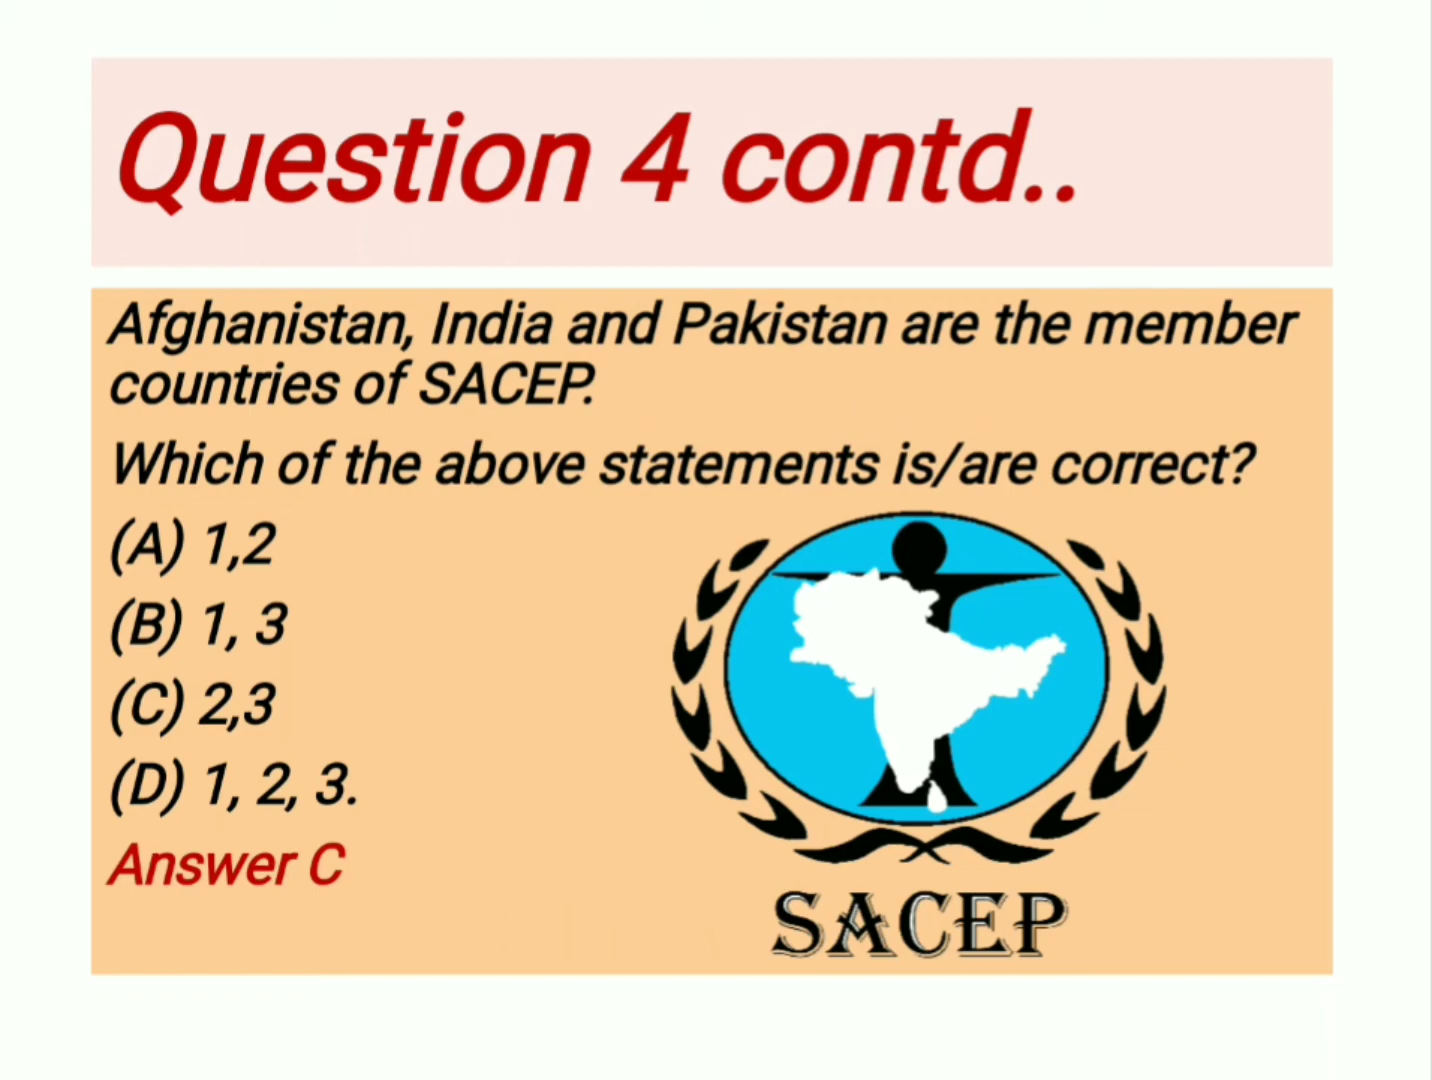 Question 4 contd..
Afghanistan, India and Pakistan are the member
countries of SACEP.
Which of the above statements is/are correct?
(A) 1,2
(B) 1, 3
(C) 2,3
(D) 1, 2, 3.
Answer C
SACEP